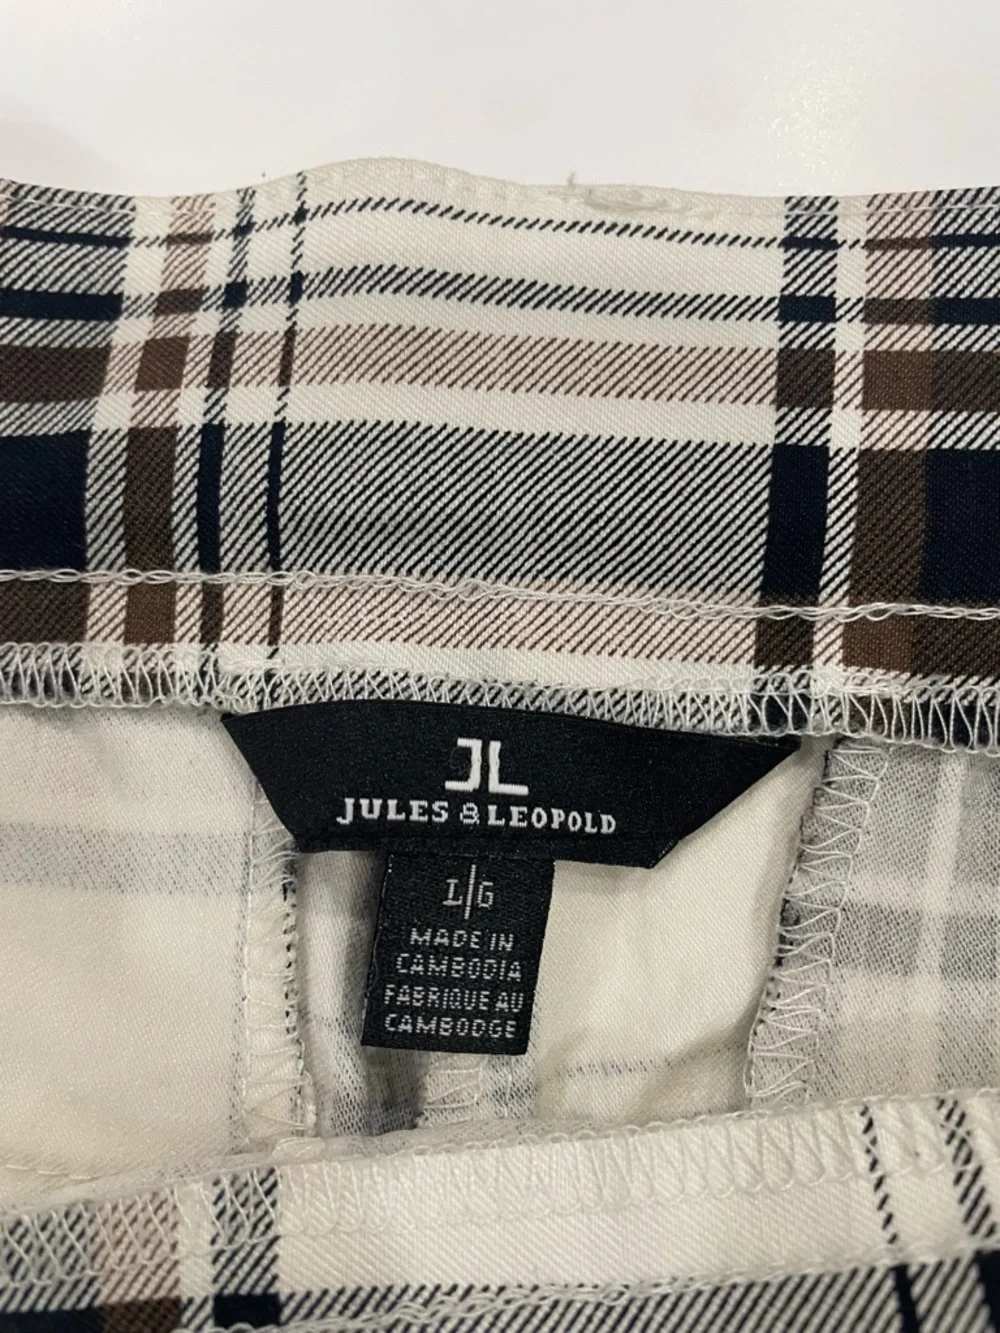 JL
JULES & LEOPOLD
L|G
MADE IN
CAMBODIA
FABRIQUE AU
CAMBODGE